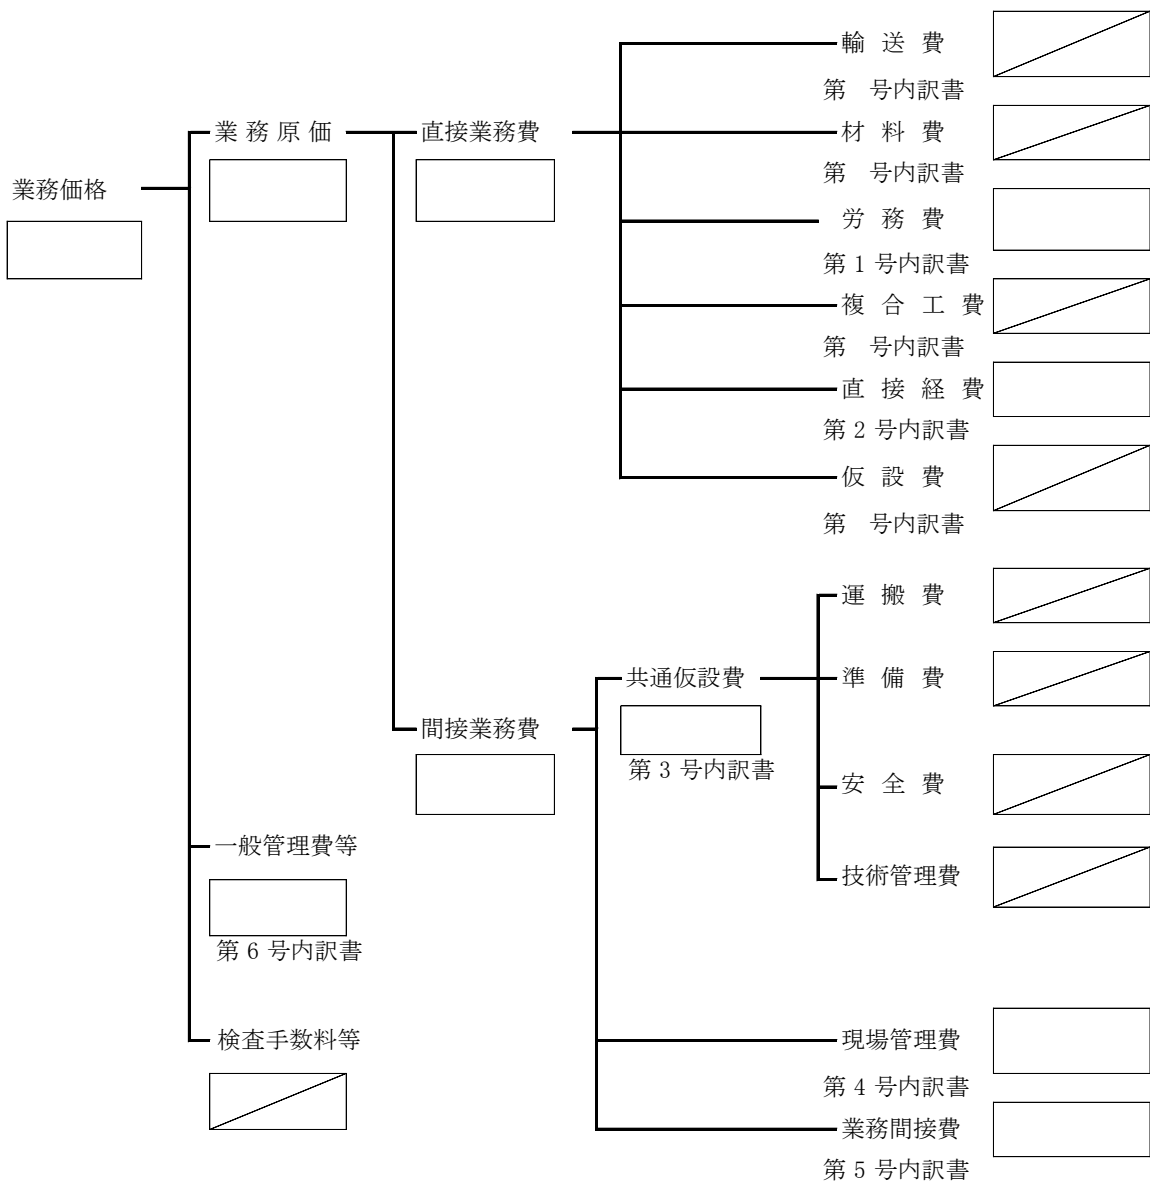 輸 送 費
第　号内訳書
業 務 原 価
直接業務費
材 料 費
第　号内訳書
業務価格
労 務 費
第 1 号内訳書
複 合 工 費
第　号内訳書
直 接 経 費
第 2 号内訳書
仮 設 費
第　号内訳書
運 搬 費
共通仮設費
準 備 費
間接業務費
第 3 号内訳書
安 全 費
一般管理費等
技術管理費
第 6 号内訳書
検査手数料等
現場管理費
第 4 号内訳書
業務間接費
第 5 号内訳書